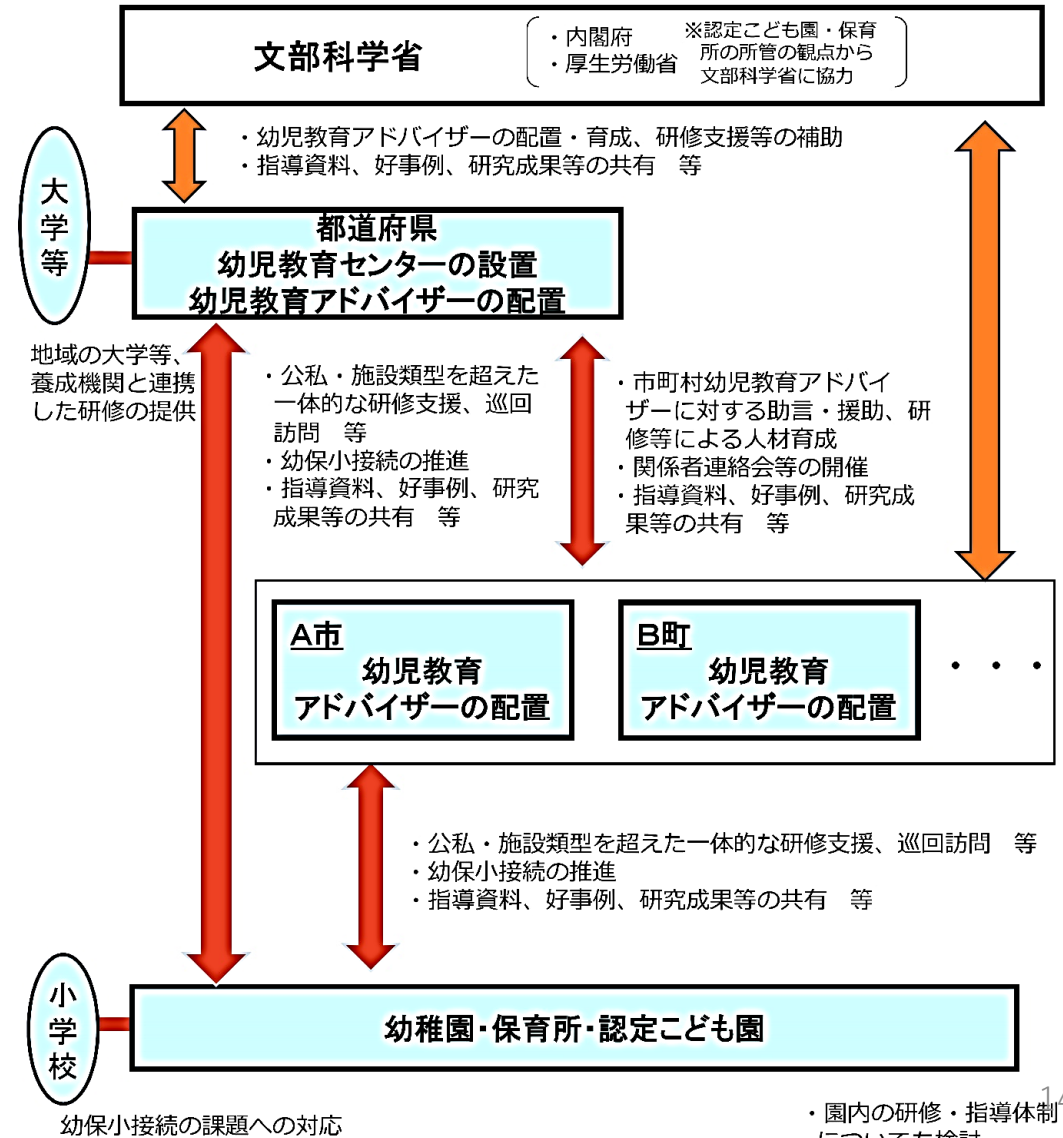 文部科学省
・内閣府
・厚生労働省
※認定こども園・保育
所の所管の観点から
文部科学省に協力
・幼児教育アドバイザーの配置・育成、研修支援等の補助
・指導資料、好事例、研究成果等の共有　等
大学等
都道府県
幼児教育センターの設置
幼児教育アドバイザーの配置
地域の大学等、
養成機関と連携
した研修の提供
・公私・施設類型を超えた
一体的な研修支援、巡回
訪問　等
・幼保小接続の推進
・指導資料、好事例、研究
成果等の共有　等
・市町村幼児教育アドバイ
ザーに対する助言・援助、研
修等による人材育成
・関係者連絡会等の開催
・指導資料、好事例、研究成
果等の共有　等
A市
幼児教育
アドバイザーの配置
B町
幼児教育
アドバイザーの配置
・・・
・公私・施設類型を超えた一体的な研修支援、巡回訪問　等
・幼保小接続の推進
・指導資料、好事例、研究成果等の共有　等
小学校
幼稚園・保育所・認定こども園
幼保小接続の課題への対応
14
・園内の研修・指導体制